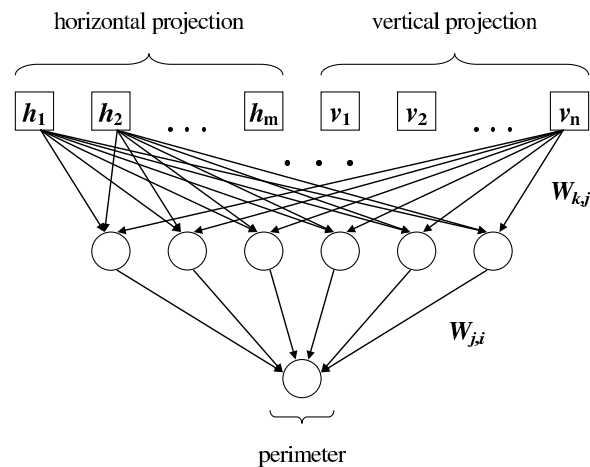 horizontal projection vertical projection
h1 h2 . . . hm v1 v2 . . . vn
. . .
Wk,j
Wj,i
perimeter